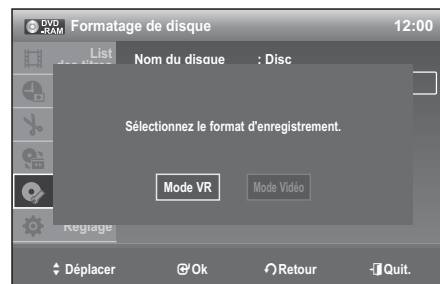 DVD-RAM Formatage de disque 12:00
List
des titres
Nom du disque : Disc
Sélectionnez le format d'enregistrement.
Mode VR Mode Vidéo
Réglage
Déplacer Ok Retour Quit.